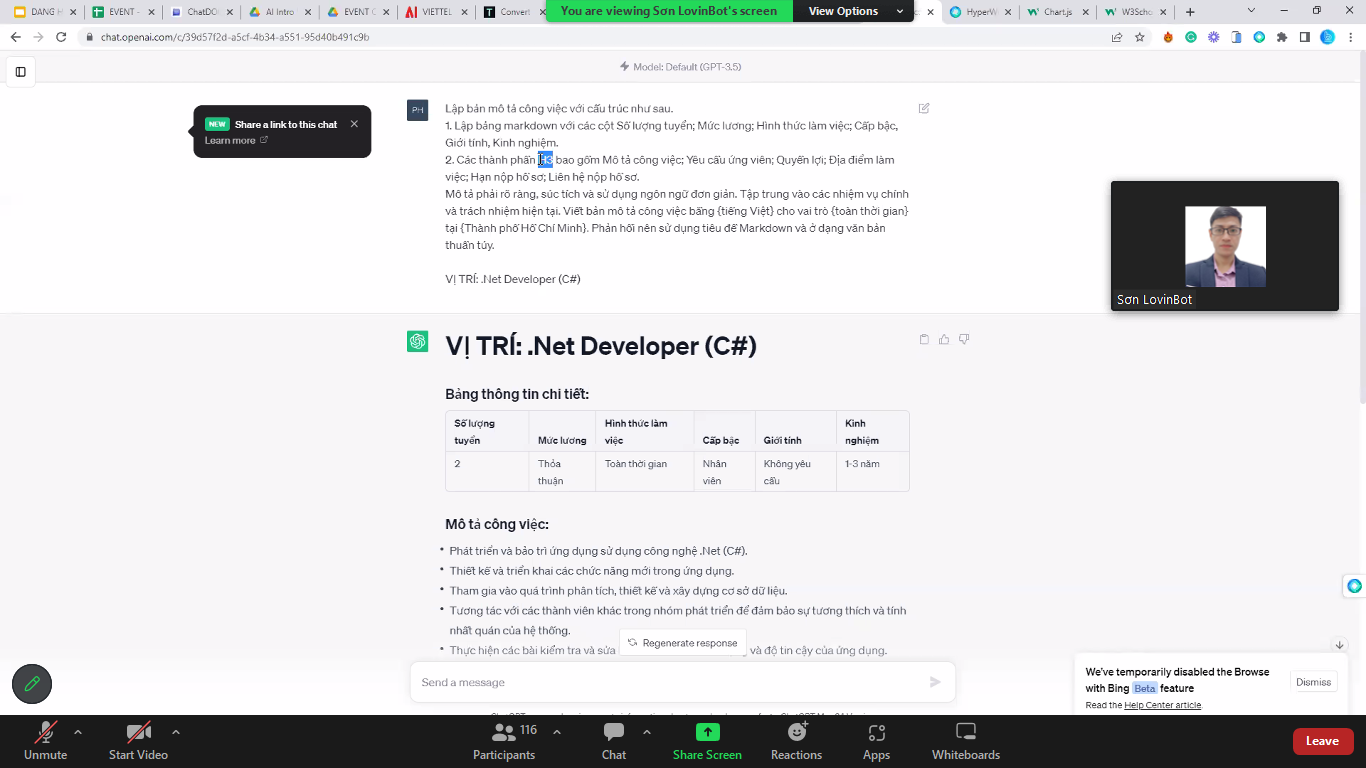 DANG H
EVENT -
ChatDO
AI Intro
EVENT C
VIETTEL
Convert
You are viewing Sơn LovinBot's screen
View Options
HyperW
Chart.js
W3Scho
chat.openai.com/c/39d57f2d-a5cf-4b34-a551-95d40b491c9b
Model: Default (GPT-3.5)
NEW Share a link to this chat
Learn more
PH
Lập bản mô tả công việc với cấu trúc như sau.
1. Lập bảng markdown với các cột Số lượng tuyển; Mức lương; Hình thức làm việc; Cấp bậc,
Giới tính, Kinh nghiệm.
2. Các thành phần H3 bao gồm Mô tả công việc; Yêu cầu ứng viên; Quyền lợi; Địa điểm làm
việc; Hạn nộp hồ sơ; Liên hệ nộp hồ sơ.
Mô tả phải rõ ràng, súc tích và sử dụng ngôn ngữ đơn giản. Tập trung vào các nhiệm vụ chính
và trách nhiệm hiện tại. Viết bản mô tả công việc bằng {tiếng Việt} cho vai trò {toàn thời gian}
tại {Thành phố Hồ Chí Minh}. Phản hồi nên sử dụng tiêu đề Markdown và ở dạng văn bản
thuần túy.
VỊ TRÍ: .Net Developer (C#)
Sơn LovinBot
VỊ TRÍ: .Net Developer (C#)
Bảng thông tin chi tiết:
Số lượng tuyển
Mức lương
Hình thức làm việc
Cấp bậc
Giới tính
Kinh nghiệm
2
Thỏa thuận
Toàn thời gian
Nhân viên
Không yêu cầu
1-3 năm
Mô tả công việc:
• Phát triển và bảo trì ứng dụng sử dụng công nghệ .Net (C#).
• Thiết kế và triển khai các chức năng mới trong ứng dụng.
• Tham gia vào quá trình phân tích, thiết kế và xây dựng cơ sở dữ liệu.
• Tương tác với các thành viên khác trong nhóm phát triển để đảm bảo sự tương thích và tính
nhất quán của hệ thống.
• Thực hiện các bài kiểm tra và sửa
và độ tin cậy của ứng dụng.
Regenerate response
Send a message
We've temporarily disabled the Browse
with Bing Beta feature
Read the Help Center article.
Dismiss
Unmute
Start Video
116
Participants
Chat
Share Screen
Reactions
Apps
Whiteboards
Leave